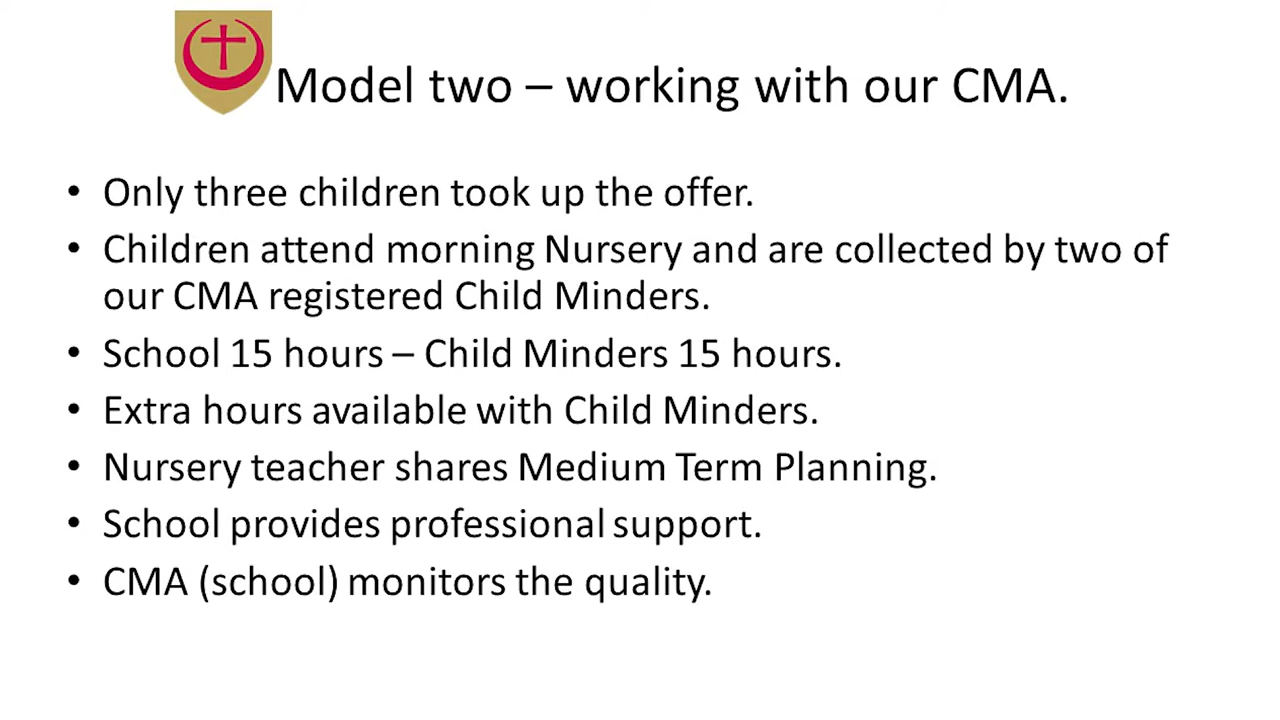 Model two – working with our CMA.
• Only three children took up the offer.
• Children attend morning Nursery and are collected by two of
our CMA registered Child Minders.
• School 15 hours – Child Minders 15 hours.
• Extra hours available with Child Minders.
• Nursery teacher shares Medium Term Planning.
• School provides professional support.
• CMA (school) monitors the quality.